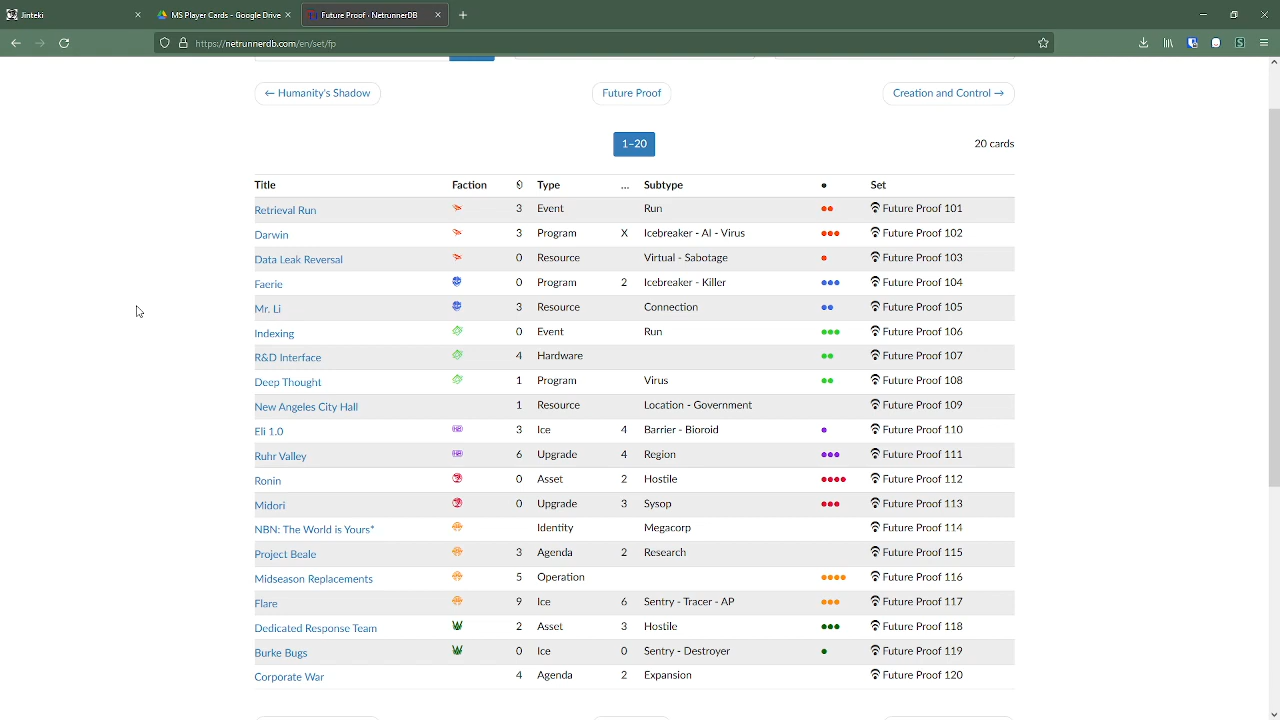 Jinteki
MS Player Cards - Google Drive
Future Proof · NetrunnerDB
https://netrunnerdb.com/en/set/fp
← Humanity's Shadow
Future Proof
Creation and Control →
1–20
20 cards
Title Faction Type ... Subtype Set
Retrieval Run 3 Event Run Future Proof 101
Darwin 3 Program X Icebreaker - AI - Virus Future Proof 102
Data Leak Reversal 0 Resource Virtual - Sabotage Future Proof 103
Faerie 0 Program 2 Icebreaker - Killer Future Proof 104
Mr. Li 3 Resource Connection Future Proof 105
Indexing 0 Event Run Future Proof 106
R&D Interface 4 Hardware Future Proof 107
Deep Thought 1 Program Virus Future Proof 108
New Angeles City Hall 1 Resource Location - Government Future Proof 109
Eli 1.0 3 Ice 4 Barrier - Bioroid Future Proof 110
Ruhr Valley 6 Upgrade 4 Region Future Proof 111
Ronin 0 Asset 2 Hostile Future Proof 112
Midori 0 Upgrade 3 Sysop Future Proof 113
NBN: The World is Yours* Identity Megacorp Future Proof 114
Project Beale 3 Agenda 2 Research Future Proof 115
Midseason Replacements 5 Operation Future Proof 116
Flare 9 Ice 6 Sentry - Tracer - AP Future Proof 117
Dedicated Response Team 2 Asset 3 Hostile Future Proof 118
Burke Bugs 0 Ice 0 Sentry - Destroyer Future Proof 119
Corporate War 4 Agenda 2 Expansion Future Proof 120